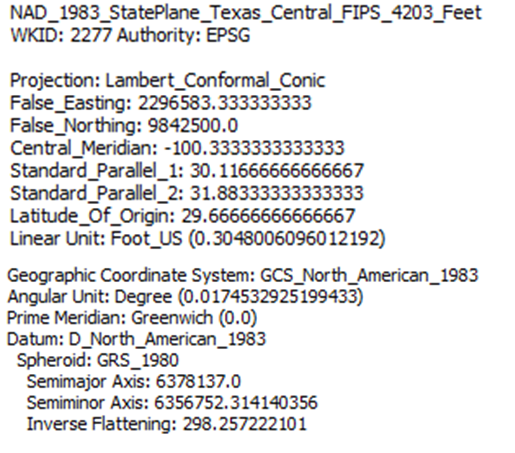 NAD_1983_StatePlane_Texas_Central_FIPS_4203_Feet
WKID: 2277 Authority: EPSG
Projection: Lambert_Conformal_Conic
False_Easting: 2296583.333333333
False_Northing: 9842500.0
Central_Meridian: -100.3333333333333
Standard_Parallel_1: 30.11666666666667
Standard_Parallel_2: 31.88333333333333
Latitude_Of_Origin: 29.66666666666667
Linear Unit: Foot_US (0.3048006096012192)
Geographic Coordinate System: GCS_North_American_1983
Angular Unit: Degree (0.0174532925199433)
Prime Meridian: Greenwich (0.0)
Datum: D_North_American_1983
Spheroid: GRS_1980
Semimajor Axis: 6378137.0
Semiminor Axis: 6356752.314140356
Inverse Flattening: 298.257222101